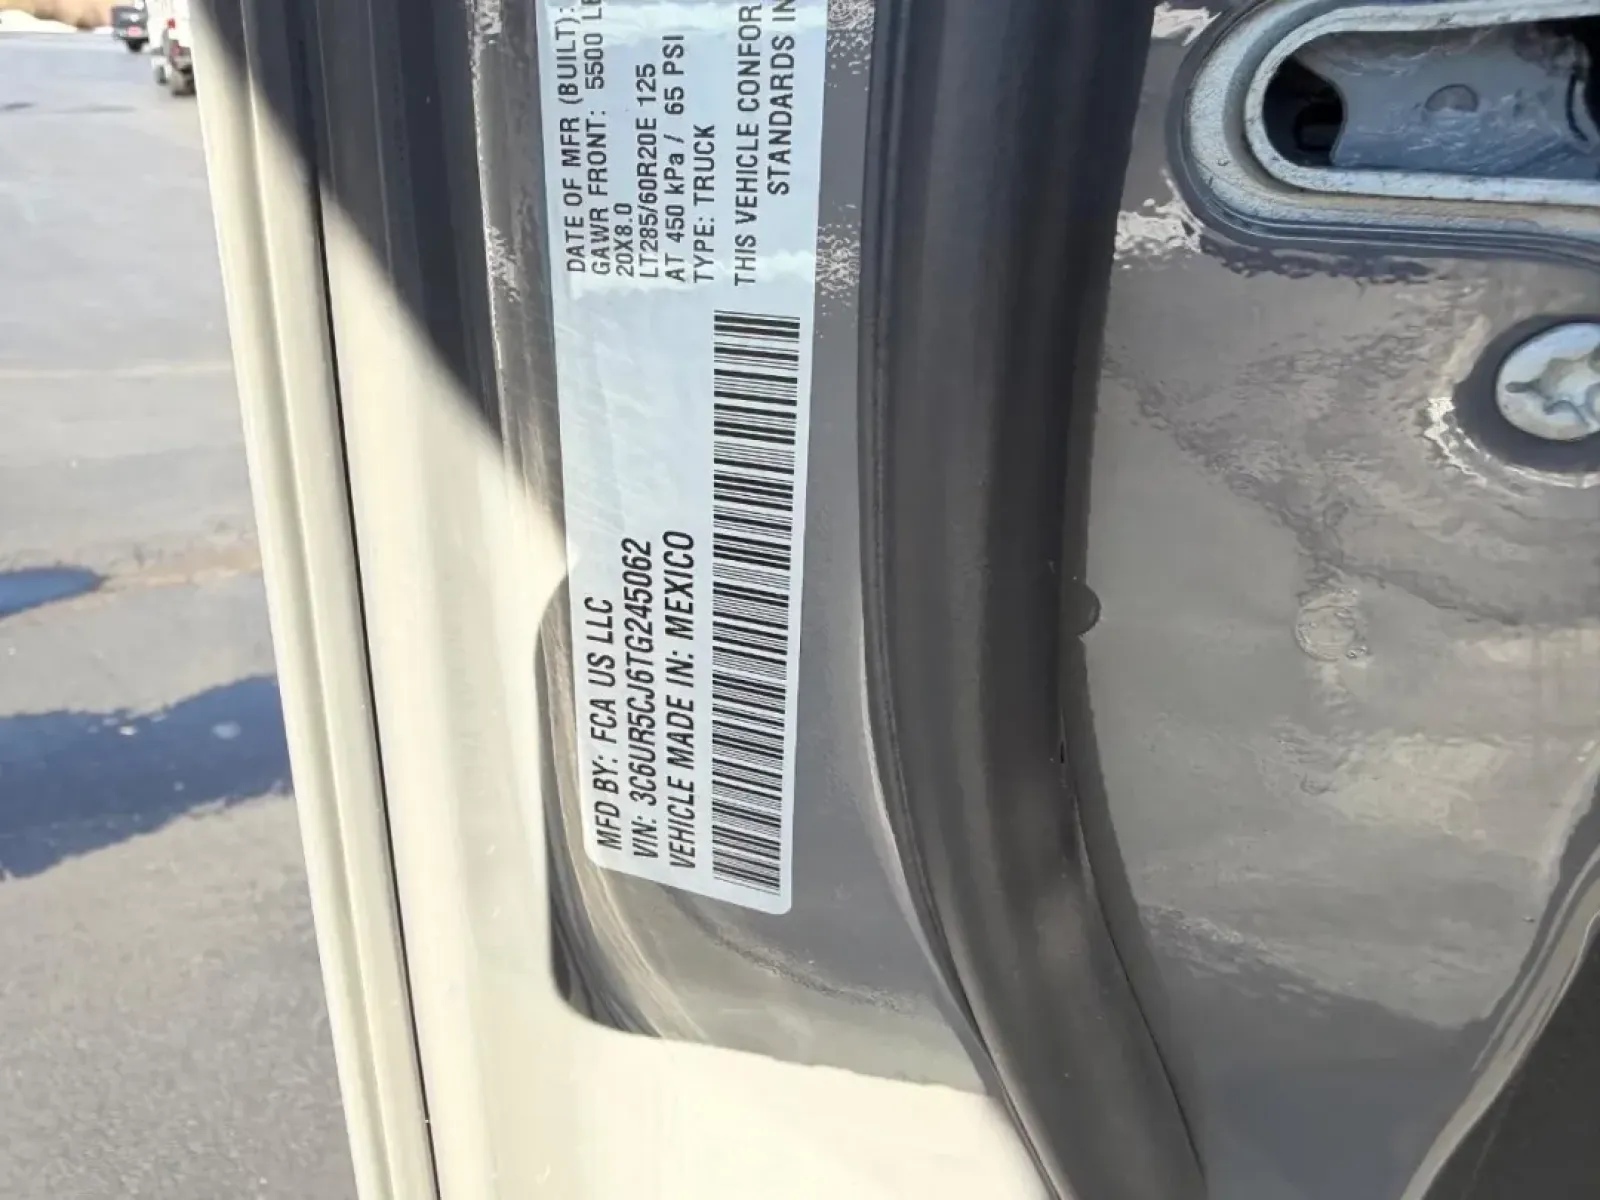 MFD BY: FCA US LLC
VIN: 3C6UR5CJ6TG245062
VEHICLE MADE IN: MEXICO
DATE OF MFR (BUILT):
GAWR FRONT: 5500
20X8.0
LT285/60R20E 125
AT 450 kPa / 65 PSI
TYPE: TRUCK
THIS VEHICLE CONFOR
STANDARDS IN